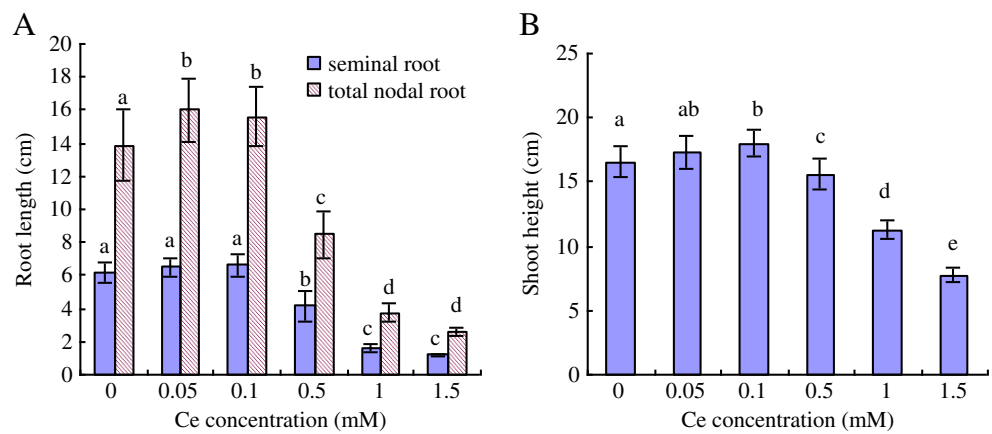 A
Root length (cm)
20
18
16
14
12
10
8
6
4
2
0
seminal root
total nodal root
a a
a b
a b
b c
c d
c d
0 0.05 0.1 0.5 1 1.5
Ce concentration (mM)
B
Shoot height (cm)
25
20
15
10
5
0
a ab b c d e
0 0.05 0.1 0.5 1 1.5
Ce concentration (mM)